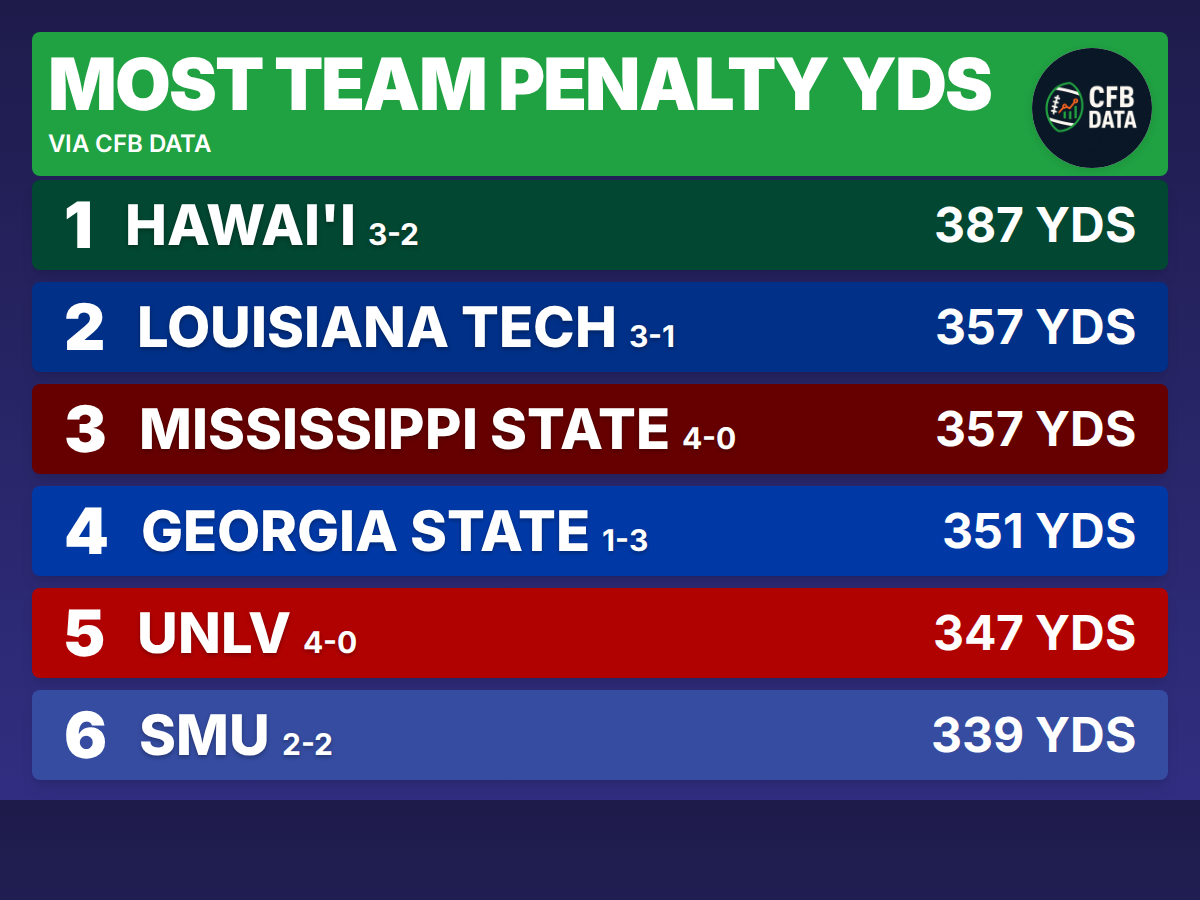 MOST TEAM PENALTY YDS
VIA CFB DATA
CFB
DATA
1 HAWAI'I 3-2 387 YDS
2 LOUISIANA TECH 3-1 357 YDS
3 MISSISSIPPI STATE 4-0 357 YDS
4 GEORGIA STATE 1-3 351 YDS
5 UNLV 4-0 347 YDS
6 SMU 2-2 339 YDS